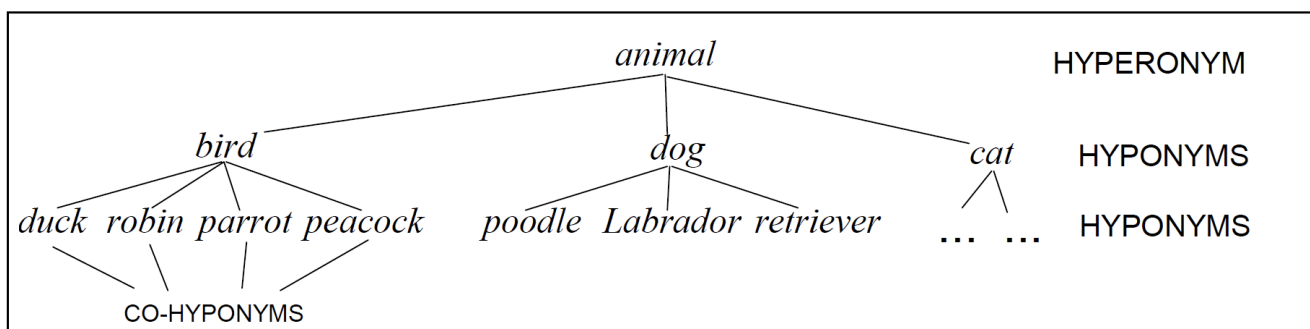 animal HYPERONYM
bird dog cat HYPONYMS
duck robin parrot peacock poodle Labrador retriever ... ... HYPONYMS
CO-HYPONYMS